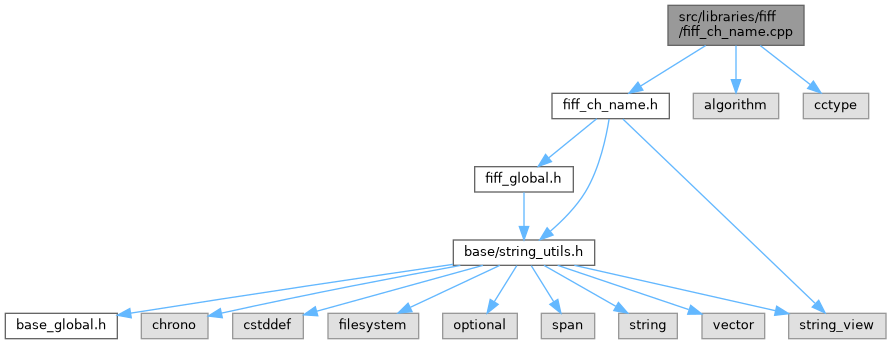 src/libraries/fiff
/fiff_ch_name.cpp
fiff_ch_name.h
algorithm
cctype
fiff_global.h
base/string_utils.h
base_global.h
chrono
cstddef
filesystem
optional
span
string
vector
string_view